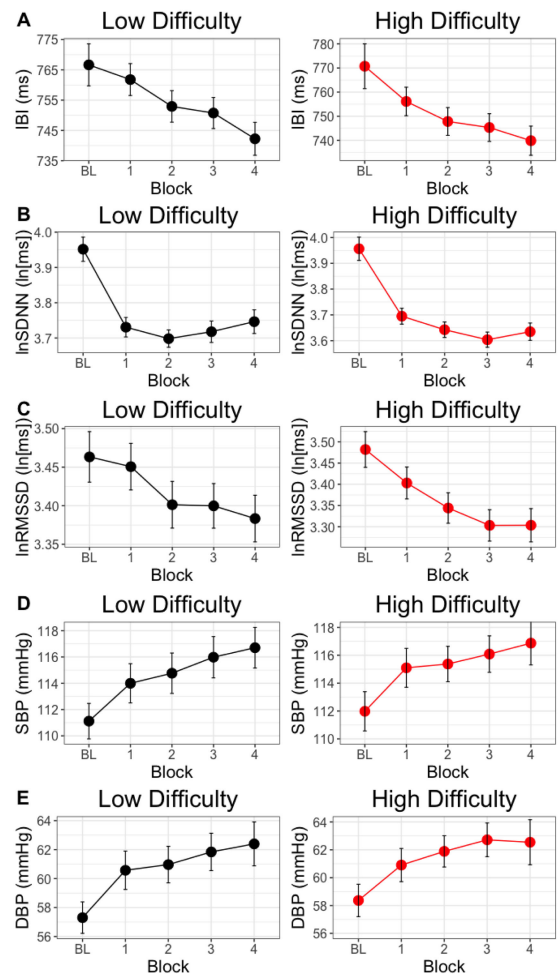 A Low Difficulty High Difficulty
775 765 755 745 735
IBI (ms)
BL 1 2 3 4
Block
780 770 760 750 740
IBI (ms)
BL 1 2 3 4
Block
B Low Difficulty High Difficulty
4.0 3.9 3.8 3.7
lnSDNN (ln[ms])
BL 1 2 3 4
Block
4.0 3.9 3.8 3.7 3.6
lnSDNN (ln[ms])
BL 1 2 3 4
Block
C Low Difficulty High Difficulty
3.50 3.45 3.40 3.35
lnRMSSD (ln[ms])
BL 1 2 3 4
Block
3.50 3.45 3.40 3.35 3.30
lnRMSSD (ln[ms])
BL 1 2 3 4
Block
D Low Difficulty High Difficulty
118 116 114 112 110
SBP (mmHg)
BL 1 2 3 4
Block
118 116 114 112 110
SBP (mmHg)
BL 1 2 3 4
Block
E Low Difficulty High Difficulty
64 62 60 58 56
DBP (mmHg)
BL 1 2 3 4
Block
64 62 60 58 56
DBP (mmHg)
BL 1 2 3 4
Block